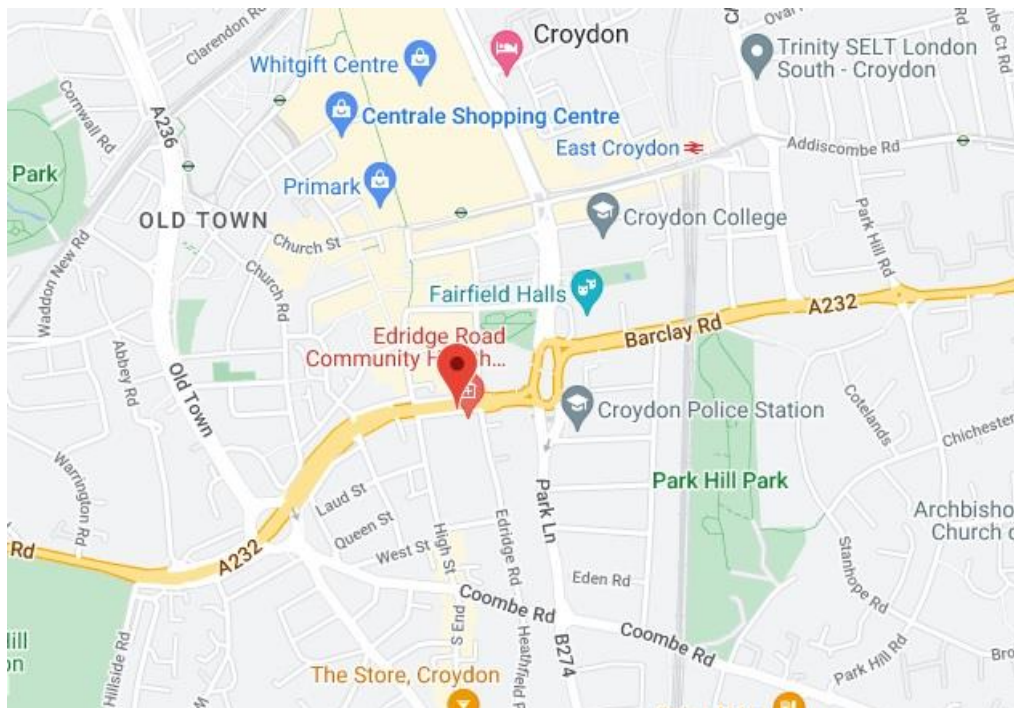 Clarendon Rd
Croydon
Whitgift Centre
Trinity SELT London
South - Croydon
Cornwall Rd
A236
Centrale Shopping Centre
East Croydon
Addiscombe Rd
Park
Primark
OLD TOWN
Croydon College
Church St
Park Hill Rd
Waddon New Rd
Church Rd
Fairfield Halls
A232
Barclay Rd
Edridge Road
Community
Abbey Rd
Old Town
Croydon Police Station
Cotelands
Chichester
Warrington Rd
Laud St
Park Hill Park
Park Ln
Queen St
High St
Edridge Rd
Archbisho
Church
Rd
A232
West St
Stanhope Rd
Eden Rd
Coombe Rd
S End
Coombe Rd
Hillside Rd
B274
Park Hill Rd
Heathfield
The Store, Croydon